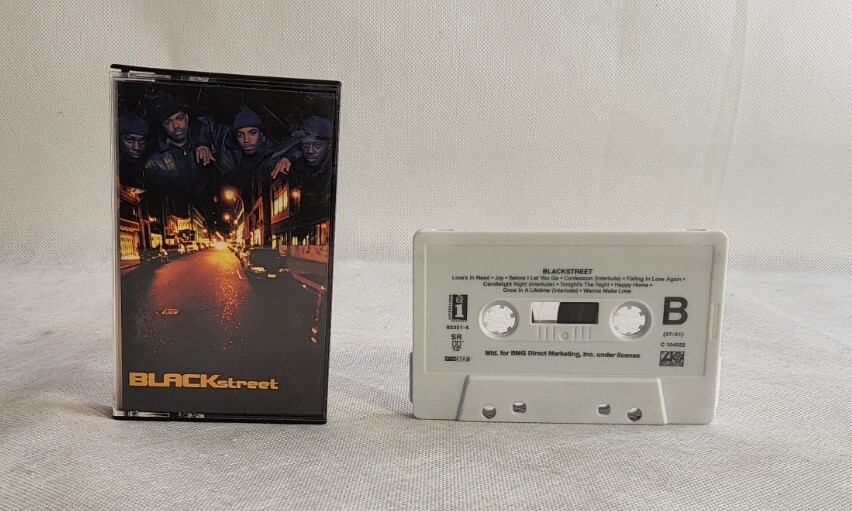 BLACKstreet
BLACKSTREET
Love's In Need • Joy • Before I Let You Go • Confession (Interlude) • Falling In Love Again •
Candlelight Night (Interlude) • Tonight's The Night • Happy Home •
Once In A Lifetime (Interlude) • Wanna Make Love
i
B
92351-4
(27:01)
SR
C 104002
Mfd. for BMG Direct Marketing, Inc. under license